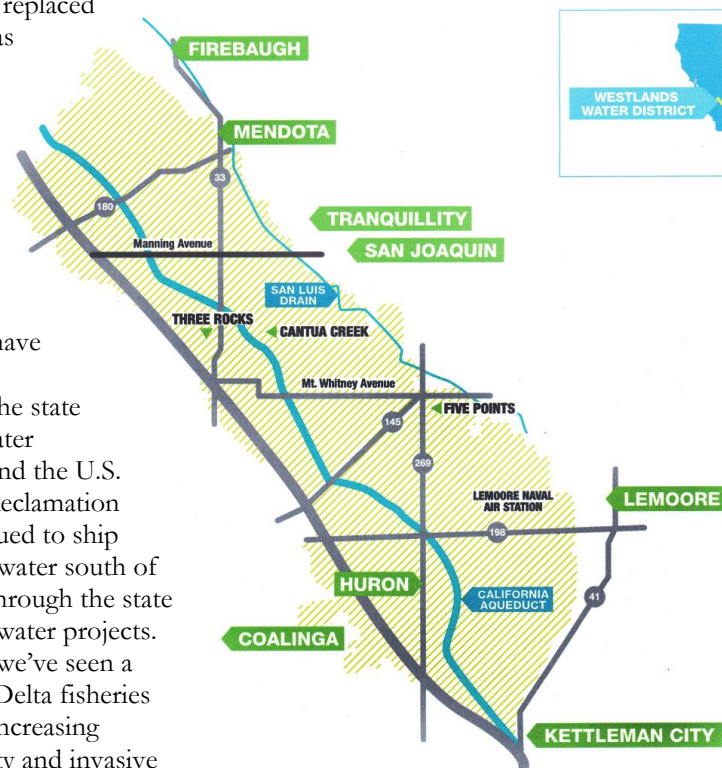 replaced
as
have
he state
ater
nd the U.S.
eclamation
ued to ship
water south of
hrough the state
water projects.
we've seen a
Delta fisheries
ncreasing
ty and invasive
FIREBAUGH
WESTLANDS
WATER DISTRICT
MENDOTA
33
180
TRANQUILLITY
Manning Avenue
SAN JOAQUIN
SAN LUIS
DRAIN
THREE ROCKS
CANTUA CREEK
Mt. Whitney Avenue
FIVE POINTS
145
269
LEMOORE NAVAL
AIR STATION
LEMOORE
198
HURON
CALIFORNIA
AQUEDUCT
41
COALINGA
KETTLEMAN CITY